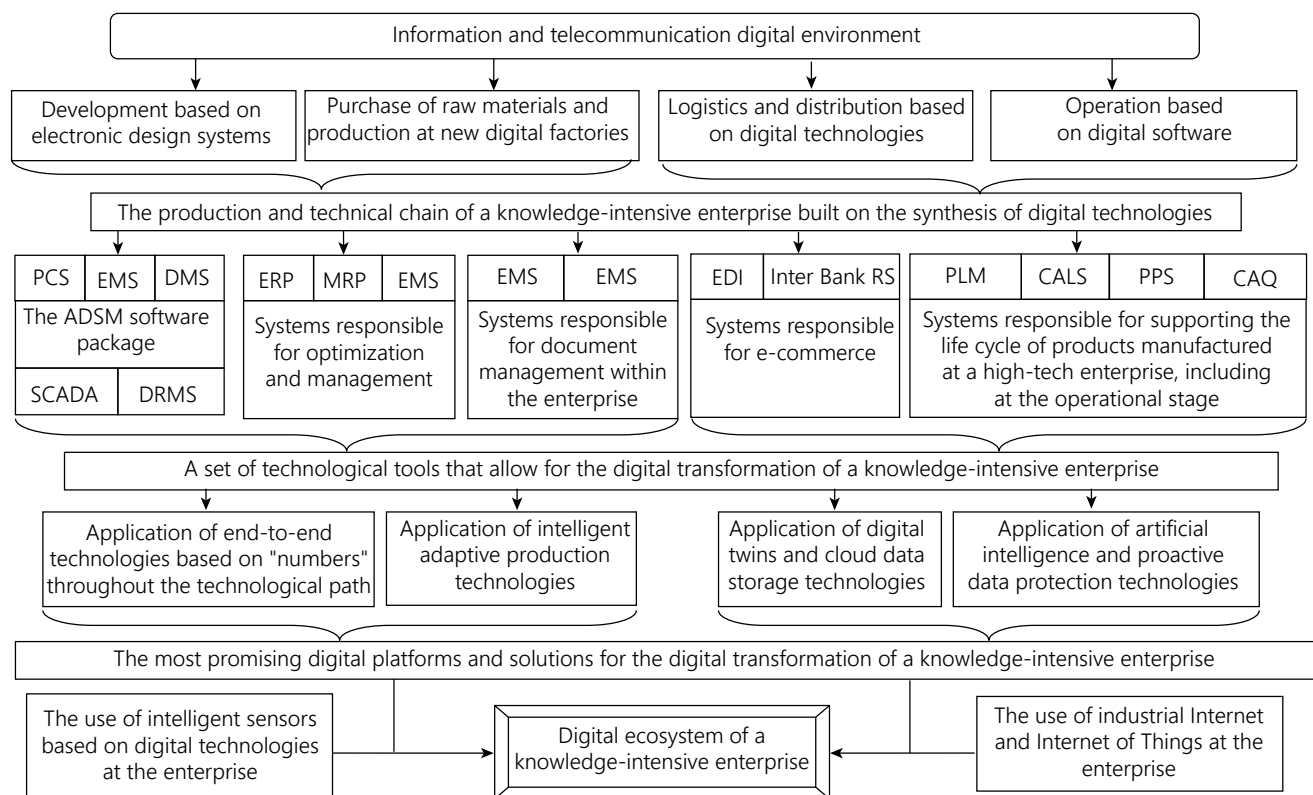 Information and telecommunication digital environment
Development based on
electronic design systems
Purchase of raw materials and
production at new digital factories
Logistics and distribution based
on digital technologies
Operation based
on digital software
The production and technical chain of a knowledge-intensive enterprise built on the synthesis of digital technologies
PCS
EMS
DMS
The ADSM software
package
SCADA
DRMS
ERP
MRP
EMS
Systems responsible
for optimization
and management
EMS
EMS
Systems responsible
for document
management within
the enterprise
EDI
Inter Bank RS
Systems responsible
for e-commerce
PLM
CALS
PPS
CAQ
Systems responsible for supporting the
life cycle of products manufactured
at a high-tech enterprise, including
at the operational stage
A set of technological tools that allow for the digital transformation of a knowledge-intensive enterprise
Application of end-to-end
technologies based on "numbers"
throughout the technological path
Application of intelligent
adaptive production
technologies
Application of digital
twins and cloud data
storage technologies
Application of artificial
intelligence and proactive
data protection technologies
The most promising digital platforms and solutions for the digital transformation of a knowledge-intensive enterprise
The use of intelligent sensors
based on digital technologies
at the enterprise
Digital ecosystem of a
knowledge-intensive enterprise
The use of industrial Internet
and Internet of Things at the
enterprise